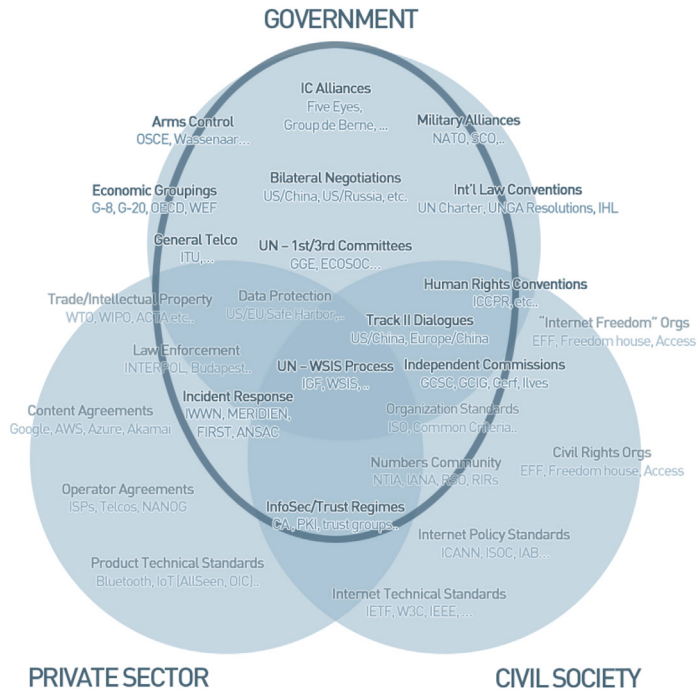 GOVERNMENT
IC Alliances
Five Eyes,
Group de Berne, ...
Arms Control
OSCE, Wassenaar...
Military Alliances
NATO, SCO,..
Bilateral Negotiations
US/China, US/Russia, etc.
Economic Groupings
G-8, G-20, OECD, WEF
Int'l Law Conventions
UN Charter, UNGA Resolutions, IHL
General Telco
ITU,...
UN – 1st/3rd Committees
GGE, ECOSOC...
Human Rights Conventions
ICCPR, etc..
Trade/Intellectual Property
WTO, WIPO, ACTA etc..
Data Protection
US/EU Safe Harbor,..
Track II Dialogues
US/China, Europe/China
"Internet Freedom" Orgs
EFF, Freedom house, Access
Law Enforcement
INTERPOL, Budapest..
UN – WSIS Process
IGF, WSIS, ..
Independent Commissions
GCSC, GCIG, Cerf, Ilves
Incident Response
IWWN, MERIDIEN,
FIRST, ANSAC
Content Agreements
Google, AWS, Azure, Akamai
Organization Standards
ISO, Common Criteria..
Numbers Community
NTIA, IANA, RSO, RIRs
Civil Rights Orgs
EFF, Freedom house, Access
Operator Agreements
ISPs, Telcos, NANOG
InfoSec/Trust Regimes
CA, PKI, trust groups..
Internet Policy Standards
ICANN, ISOC, IAB...
Product Technical Standards
Bluetooth, IoT (AllSeen, OIC)..
Internet Technical Standards
IETF, W3C, IEEE, ...
PRIVATE SECTOR
CIVIL SOCIETY